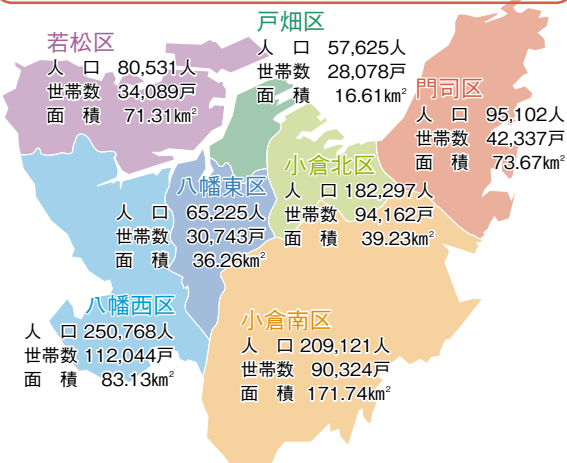 戸畑区
人 口 57,625人
世帯数 28,078戸
面 積 16.61km²
若松区
人 口 80,531人
世帯数 34,089戸
面 積 71.31km²
門司区
人 口 95,102人
世帯数 42,337戸
面 積 73.67km²
小倉北区
人 口 182,297人
世帯数 94,162戸
面 積 39.23km²
八幡東区
人 口 65,225人
世帯数 30,743戸
面 積 36.26km²
八幡西区
人 口 250,768人
世帯数 112,044戸
面 積 83.13km²
小倉南区
人 口 209,121人
世帯数 90,324戸
面 積 171.74km²